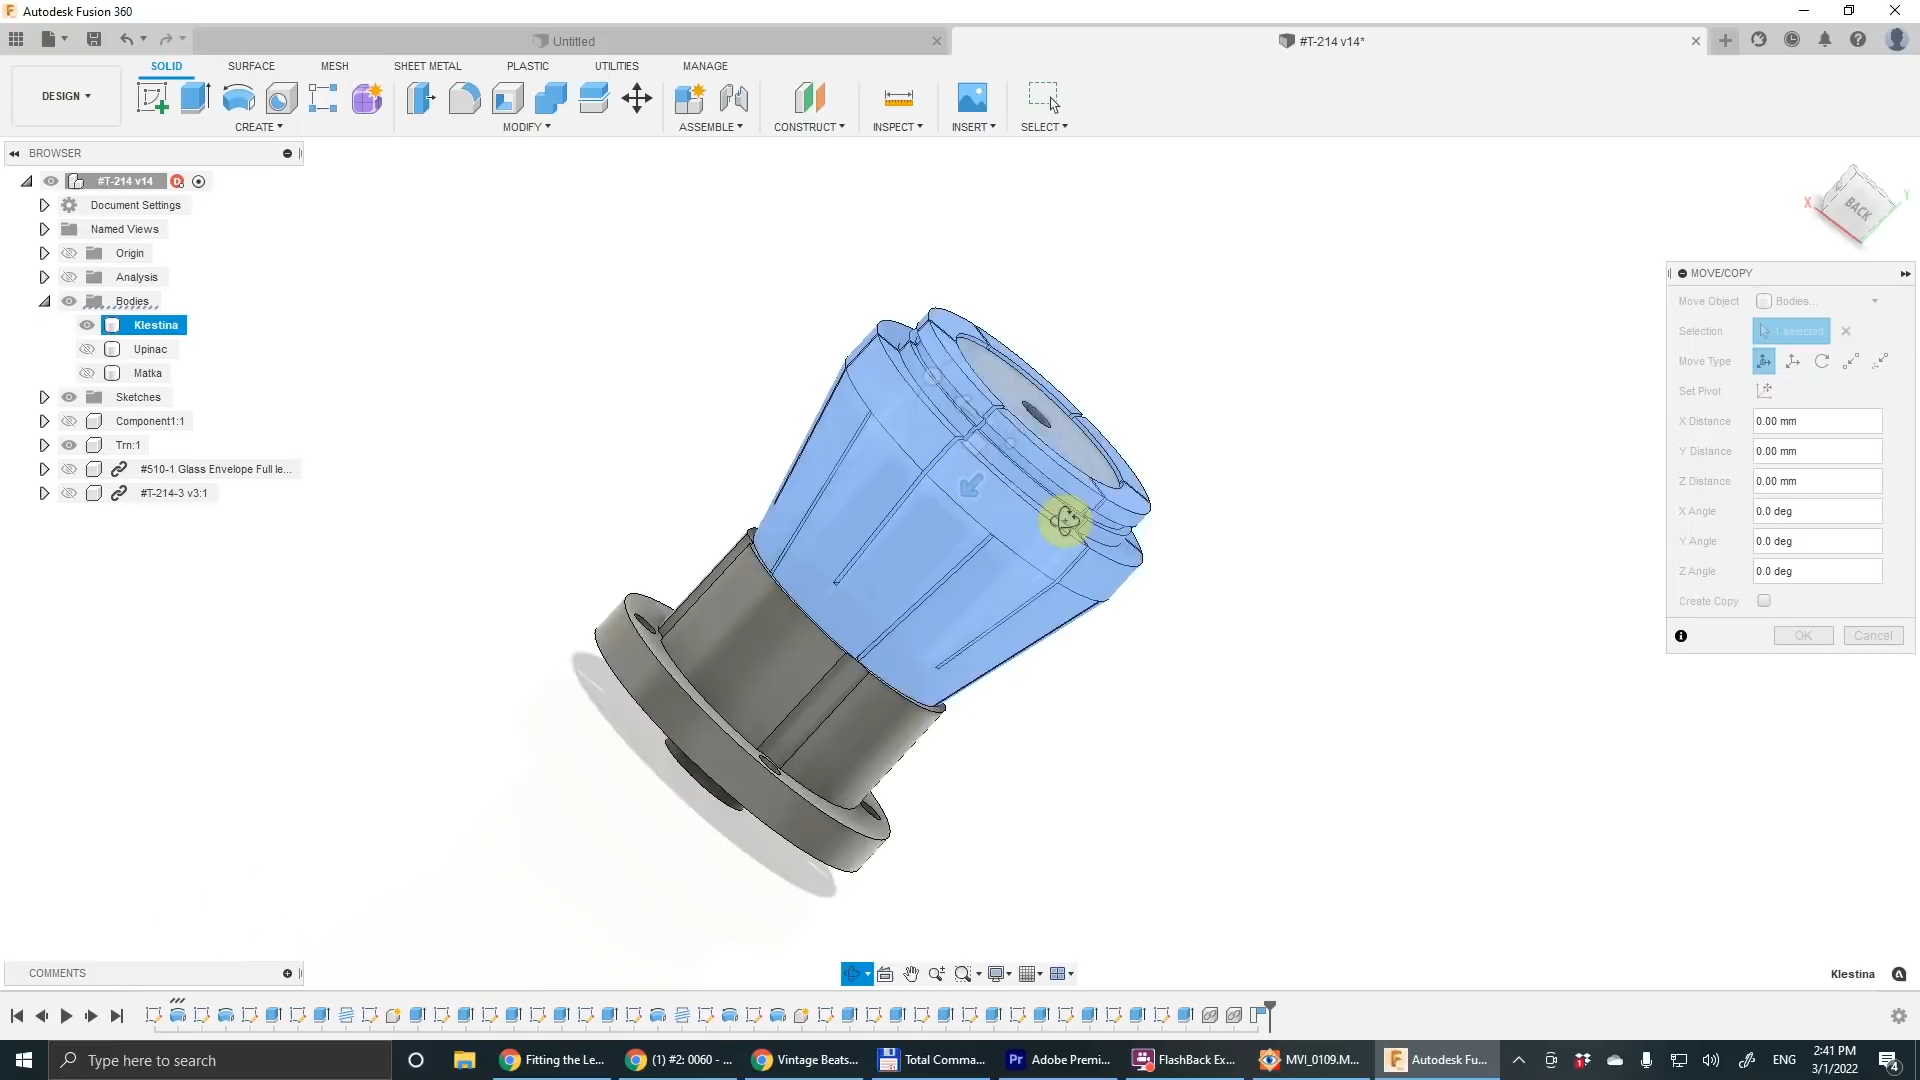 Autodesk Fusion 360
Untitled
#T-214 v14*
DESIGN
SOLID
SURFACE
MESH
SHEET METAL
PLASTIC
UTILITIES
MANAGE
CREATE
MODIFY
ASSEMBLE
CONSTRUCT
INSPECT
INSERT
SELECT
BROWSER
#T-214 v14
Document Settings
Named Views
Origin
Analysis
Bodies
Klestina
Upinac
Matka
Sketches
Component1:1
Trn:1
#510-1 Glass Envelope Full le...
#T-214-3 v3:1
X
BACK
Y
MOVE/COPY
Move Object
Bodies...
Selection
1 selected
Move Type
Set Pivot
X Distance
0.00 mm
Y Distance
0.00 mm
Z Distance
0.00 mm
X Angle
0.0 deg
Y Angle
0.0 deg
Z Angle
0.0 deg
Create Copy
OK
Cancel
COMMENTS
Klestina
Type here to search
Fitting the Le...
(1) #2: 0060 - ...
Vintage Beats...
Total Comma...
Pr
Adobe Premi...
FlashBack Ex...
MVI_0109.M...
Autodesk Fu...
ENG
2:41 PM
3/1/2022
4